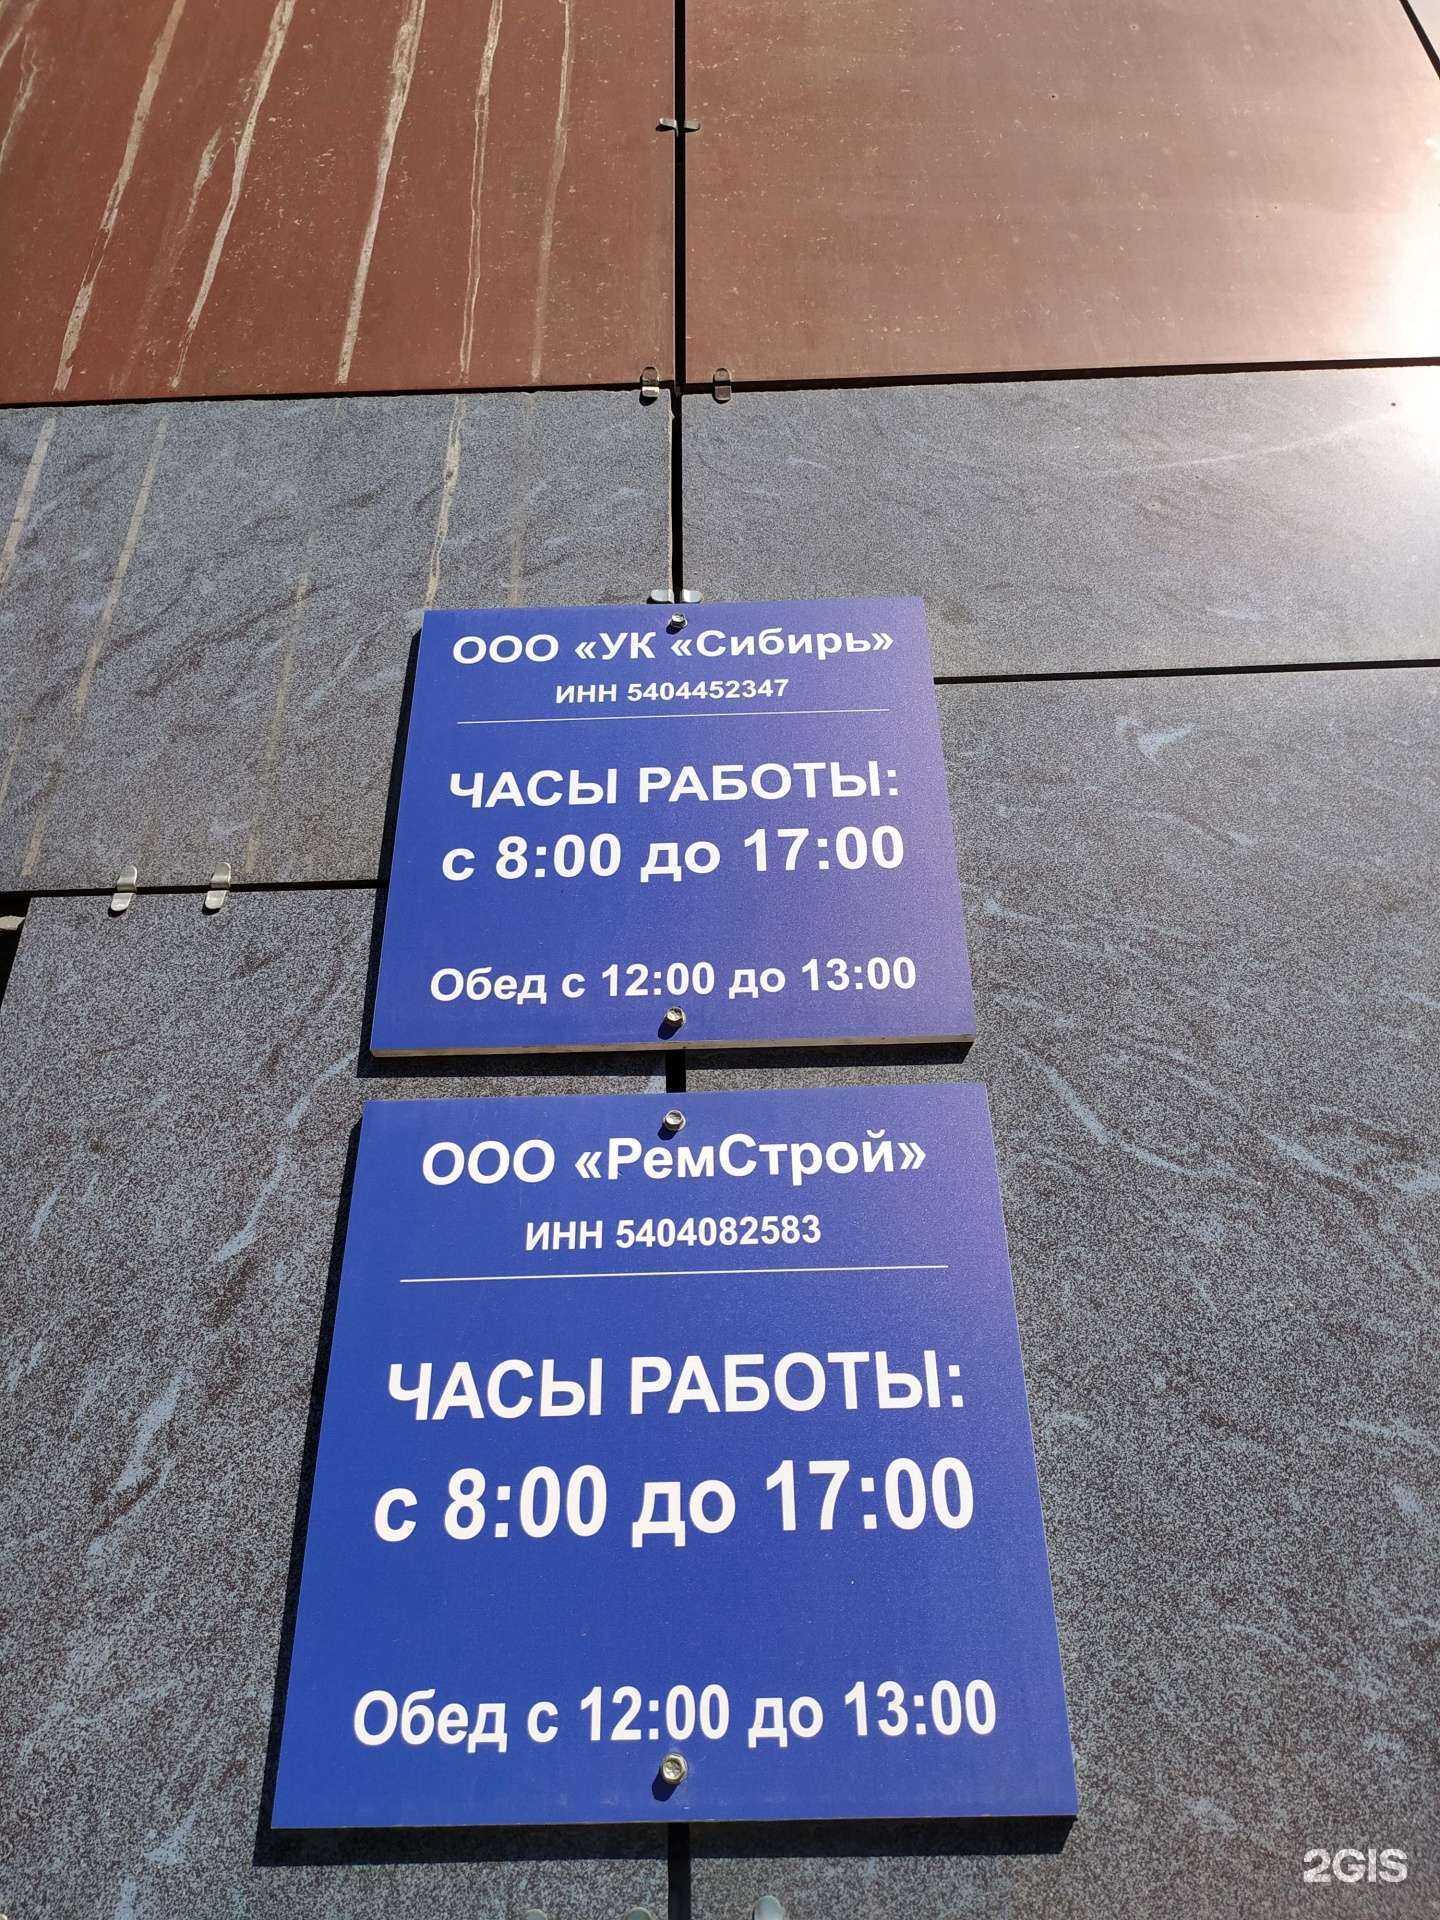 ООО «УК «Сибирь»
ИНН 5404452347
ЧАСЫ РАБОТЫ:
с 8:00 до 17:00
Обед с 12:00 до 13:00
ООО «РемСтрой»
ИНН 5404082583
ЧАСЫ РАБОТЫ:
с 8:00 до 17:00
Обед с 12:00 до 13:00
2GIS